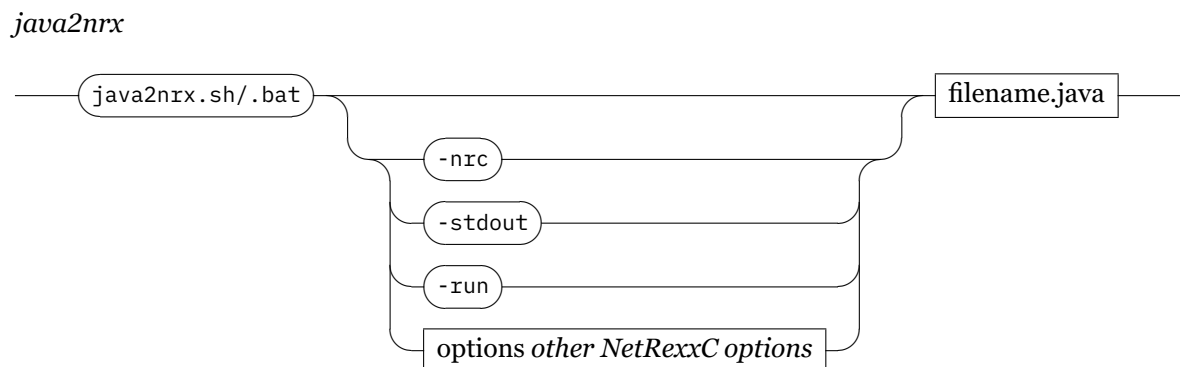 java2nrx
java2nrx.sh/.bat filename.java
-nrc
-stdout
-run
options other NetRexxC options